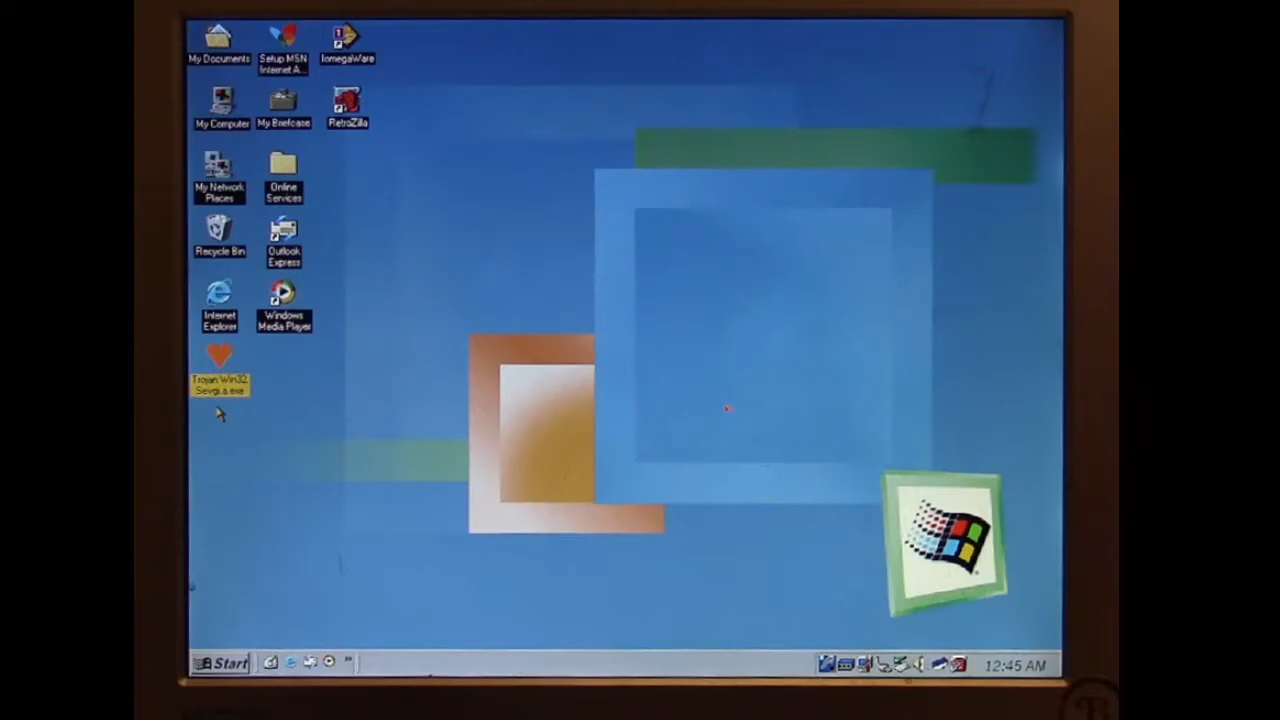 My Documents
Setup MSN
Internet A...
IomegaWare
My Computer
My Briefcase
RetroZilla
My Network
Places
Online
Services
Recycle Bin
Outlook
Express
Internet
Explorer
Windows
Media Player
Trojan.Win32.
Sevgi.a.exe
Start
»
12:45 AM